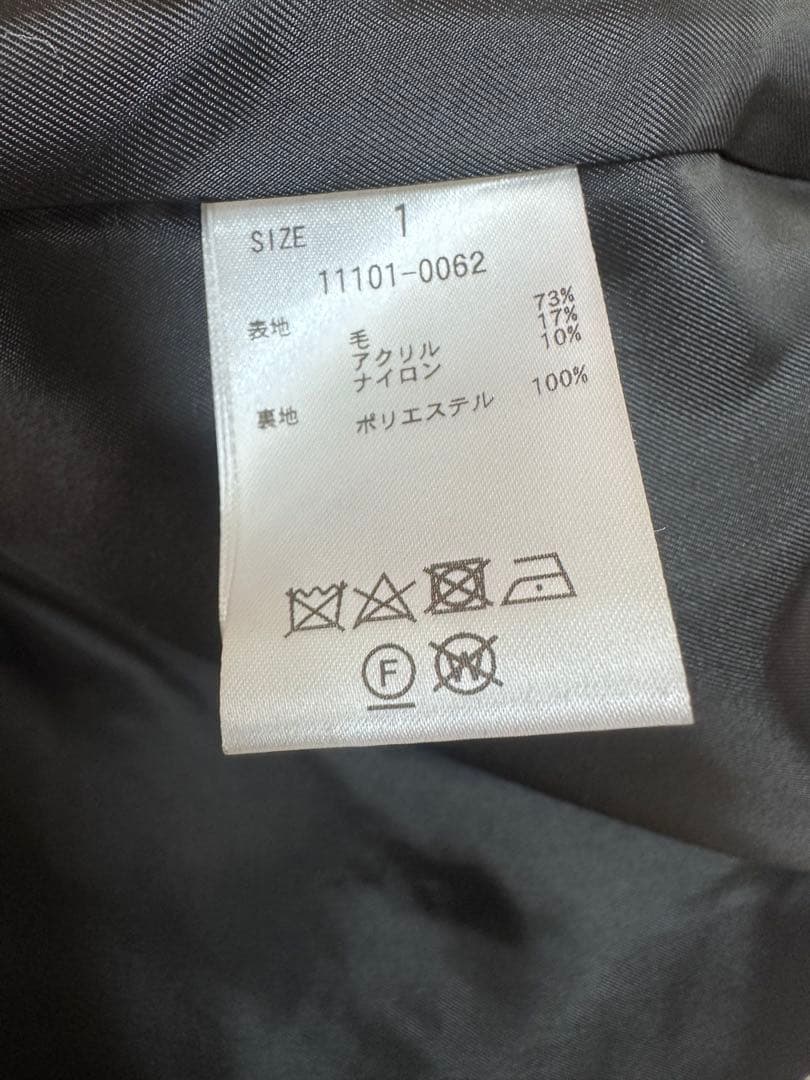 SIZE 1
11101-0062
表地 毛 73%
アクリル 17%
ナイロン 10%
裏地 ポリエステル 100%
F W